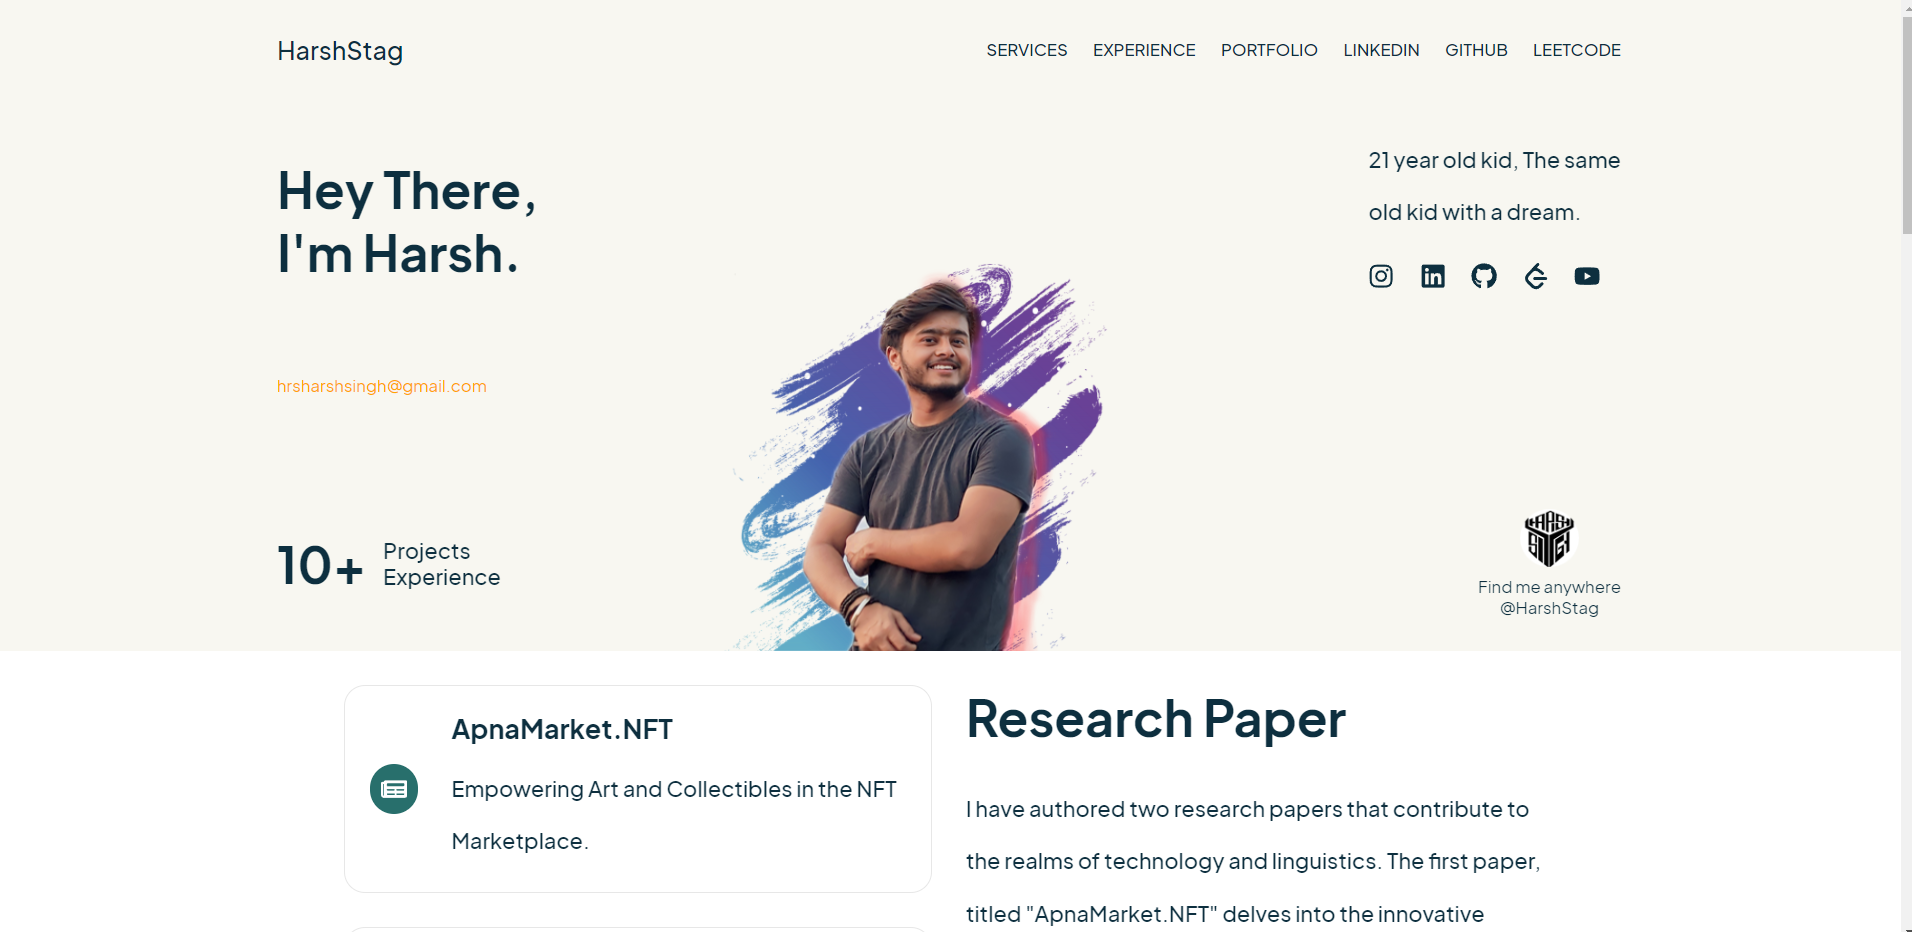 HarshStag
SERVICES EXPERIENCE PORTFOLIO LINKEDIN GITHUB LEETCODE
Hey There,
I'm Harsh.
21 year old kid, The same
old kid with a dream.
hrsharshsingh@gmail.com
10+
Projects
Experience
Find me anywhere
@HarshStag
ApnaMarket.NFT
Empowering Art and Collectibles in the NFT
Marketplace.
Research Paper
I have authored two research papers that contribute to
the realms of technology and linguistics. The first paper,
titled "ApnaMarket.NFT" delves into the innovative